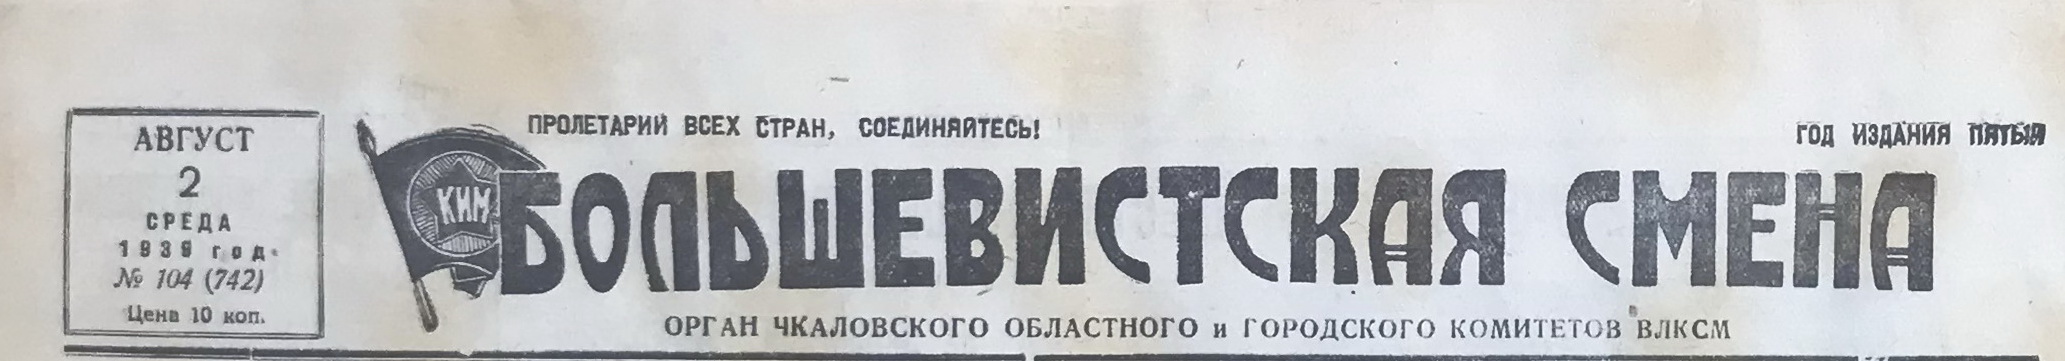 АВГУСТ
2
СРЕДА
1939 год.
№ 104 (742)
Цена 10 коп.
ПРОЛЕТАРИЙ ВСЕХ СТРАН, СОЕДИНЯЙТЕСЬ!
ГОД ИЗДАНИЯ ПЯТЫЙ
КИМ
БОЛЬШЕВИСТСКАЯ СМЕНА
ОРГАН ЧКАЛОВСКОГО ОБЛАСТНОГО и ГОРОДСКОГО КОМИТЕТОВ ВЛКСМ